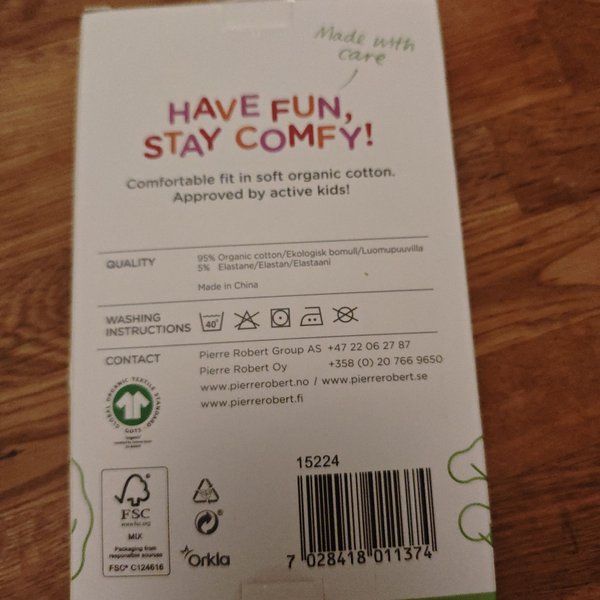 Made with
care
HAVE FUN,
STAY COMFY!
Comfortable fit in soft organic cotton.
Approved by active kids!
QUALITY
95% Organic cotton/Ekologisk bomull/Luomupuuvilla
5% Elastane/Elastan/Elastaani
Made in China
WASHING
INSTRUCTIONS
40°
CONTACT
Pierre Robert Group AS +47 22 06 27 87
Pierre Robert Oy +358 (0) 20 766 9650
www.pierrerobert.no / www.pierrerobert.se
www.pierrerobert.fi
GLOBAL ORGANIC TEXTILE STANDARD
GOTS
FSC
www.fsc.org
MIX
Packaging from
responsible sources
FSC® C124616
Orkla
15224
7 028418 011374